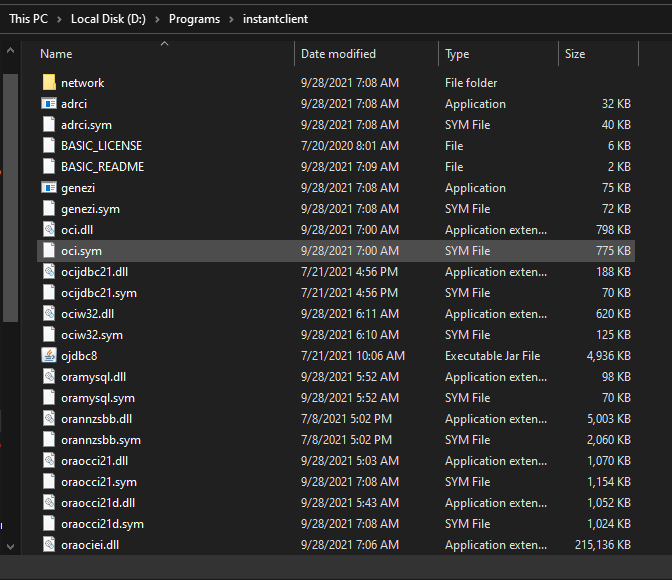 This PC > Local Disk (D:) > Programs > instantclient
Name Date modified Type Size
network 9/28/2021 7:08 AM File folder
adrci 9/28/2021 7:08 AM Application 32 KB
adrci.sym 9/28/2021 7:08 AM SYM File 40 KB
BASIC_LICENSE 7/20/2020 8:01 AM File 6 KB
BASIC_README 9/28/2021 7:09 AM File 2 KB
genezi 9/28/2021 7:08 AM Application 75 KB
genezi.sym 9/28/2021 7:08 AM SYM File 72 KB
oci.dll 9/28/2021 7:00 AM Application exten... 798 KB
oci.sym 9/28/2021 7:00 AM SYM File 775 KB
ocijdbc21.dll 7/21/2021 4:56 PM Application exten... 188 KB
ocijdbc21.sym 7/21/2021 4:56 PM SYM File 70 KB
ociw32.dll 9/28/2021 6:11 AM Application exten... 620 KB
ociw32.sym 9/28/2021 6:10 AM SYM File 125 KB
ojdbc8 7/21/2021 10:06 AM Executable Jar File 4,936 KB
oramysql.dll 9/28/2021 5:52 AM Application exten... 98 KB
oramysql.sym 9/28/2021 5:52 AM SYM File 70 KB
orannzsbb.dll 7/8/2021 5:02 PM Application exten... 5,003 KB
orannzsbb.sym 7/8/2021 5:02 PM SYM File 2,060 KB
oraocci21.dll 9/28/2021 5:03 AM Application exten... 1,070 KB
oraocci21.sym 9/28/2021 7:08 AM SYM File 1,154 KB
oraocci21d.dll 9/28/2021 5:43 AM Application exten... 1,052 KB
oraocci21d.sym 9/28/2021 7:08 AM SYM File 1,024 KB
oraociei.dll 9/28/2021 7:06 AM Application exten... 215,136 KB